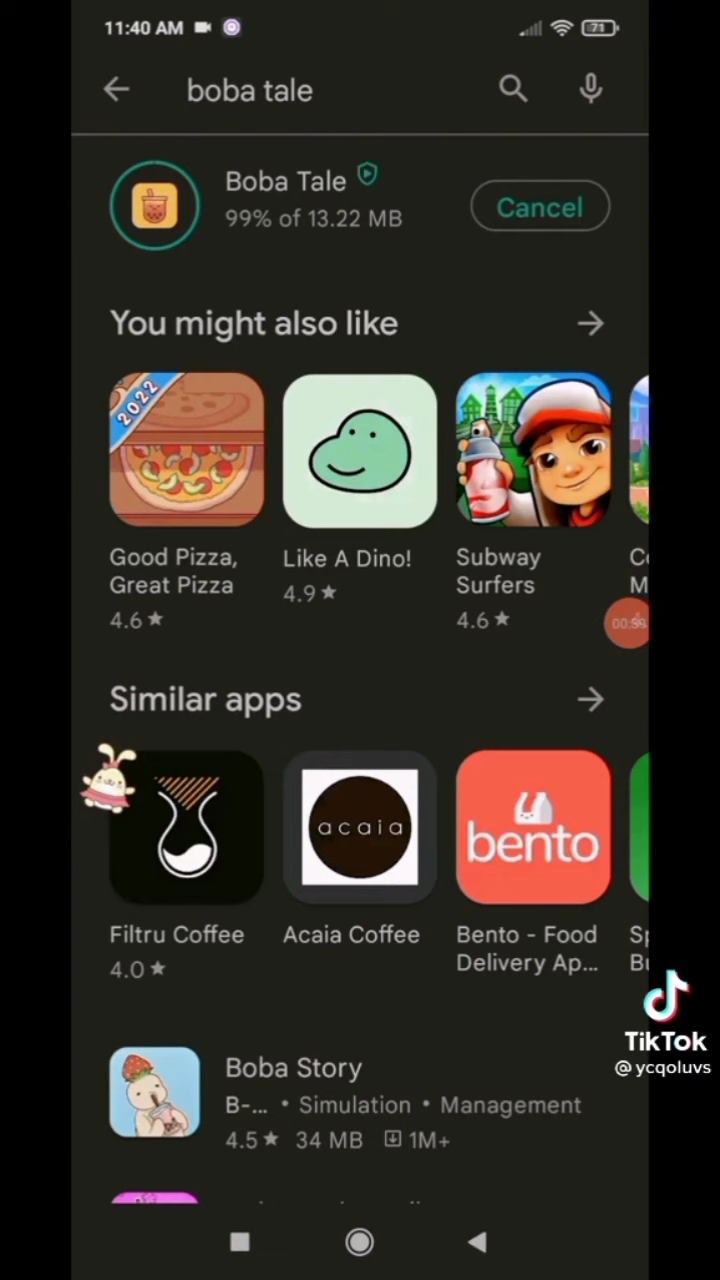 11:40 AM
71
boba tale
Boba Tale
99% of 13.22 MB
Cancel
You might also like
2022
Good Pizza,
Great Pizza
4.6 ★
Like A Dino!
4.9 ★
Subway
Surfers
4.6 ★
Similar apps
acaia
bento
Filtru Coffee
4.0 ★
Acaia Coffee
Bento - Food
Delivery Ap...
TikTok
@ycqoluvs
Boba Story
B-... • Simulation • Management
4.5 ★ 34 MB 1M+